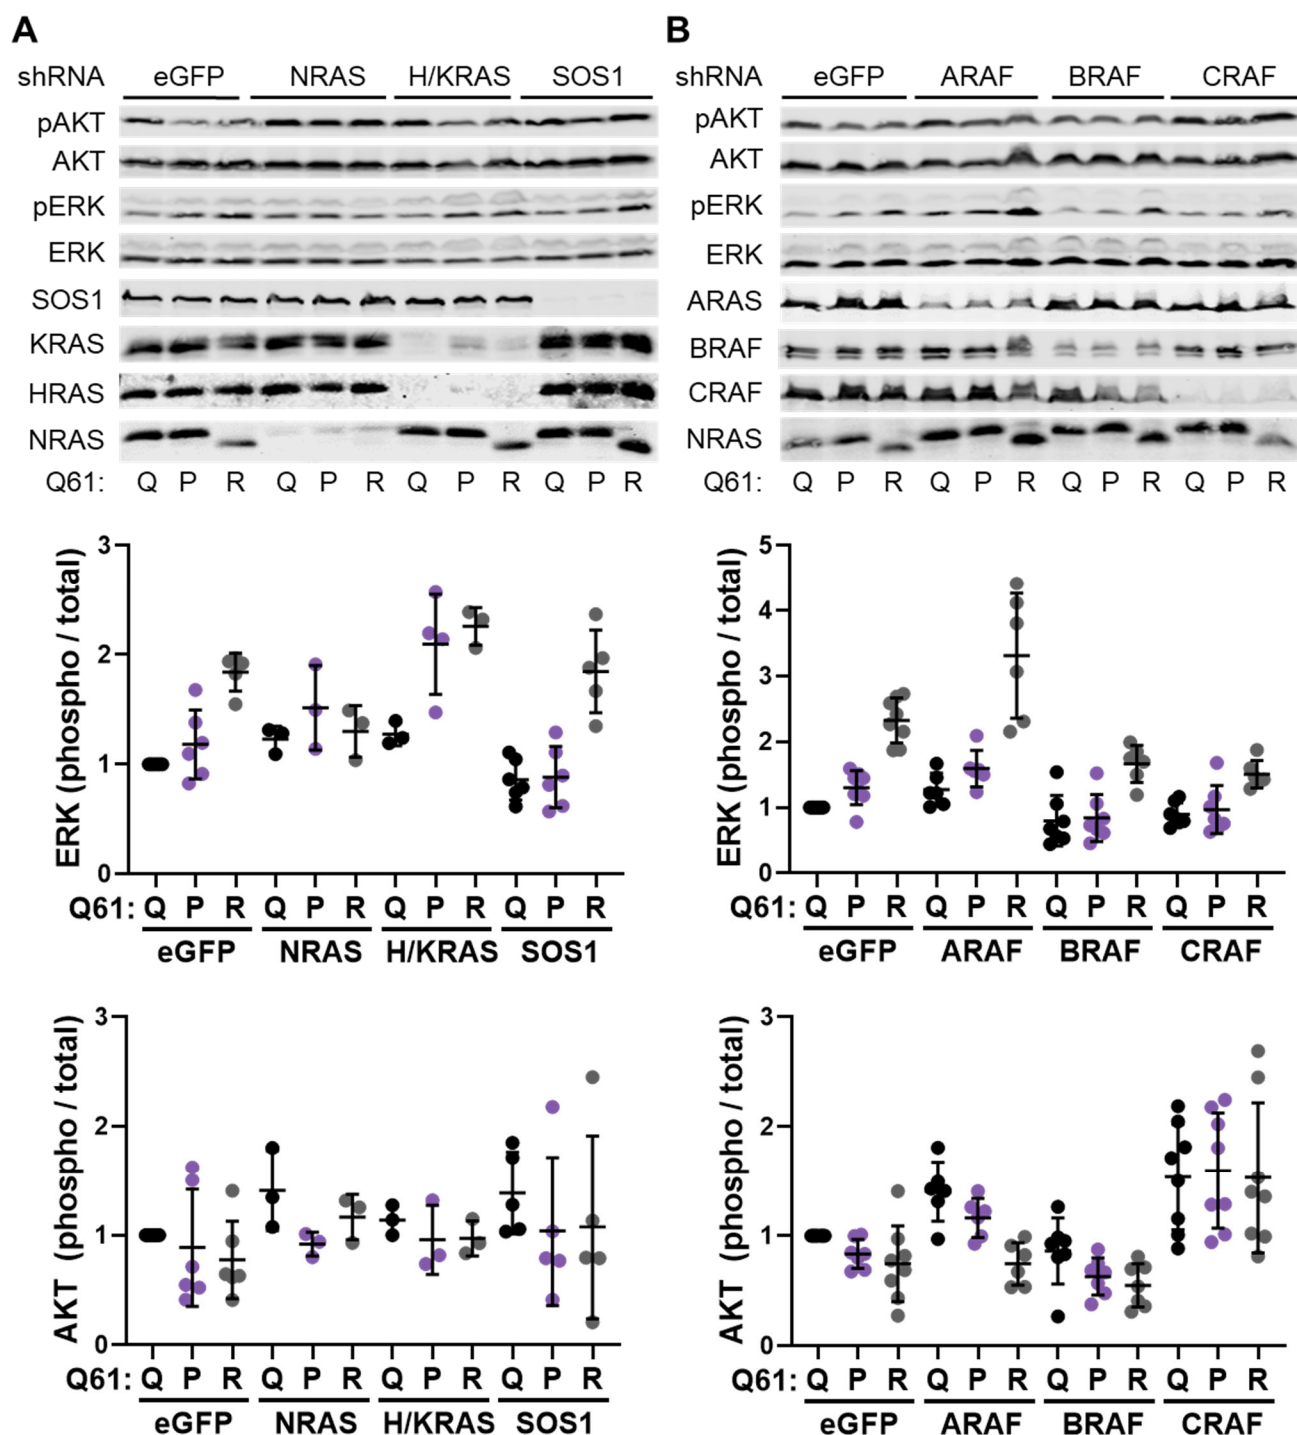 A
shRNA eGFP NRAS H/KRAS SOS1
pAKT
AKT
pERK
ERK
SOS1
KRAS
HRAS
NRAS
Q61: Q P R Q P R Q P R Q P R
ERK (phospho / total)
3
2
1
0
Q61: Q P R Q P R Q P R Q P R
eGFP NRAS H/KRAS SOS1
AKT (phospho / total)
3
2
1
0
Q61: Q P R Q P R Q P R Q P R
eGFP NRAS H/KRAS SOS1
B
shRNA eGFP ARAF BRAF CRAF
pAKT
AKT
pERK
ERK
ARAS
BRAF
CRAF
NRAS
Q61: Q P R Q P R Q P R Q P R
ERK (phospho / total)
5
4
3
2
1
0
Q61: Q P R Q P R Q P R Q P R
eGFP ARAF BRAF CRAF
AKT (phospho / total)
3
2
1
0
Q61: Q P R Q P R Q P R Q P R
eGFP ARAF BRAF CRAF